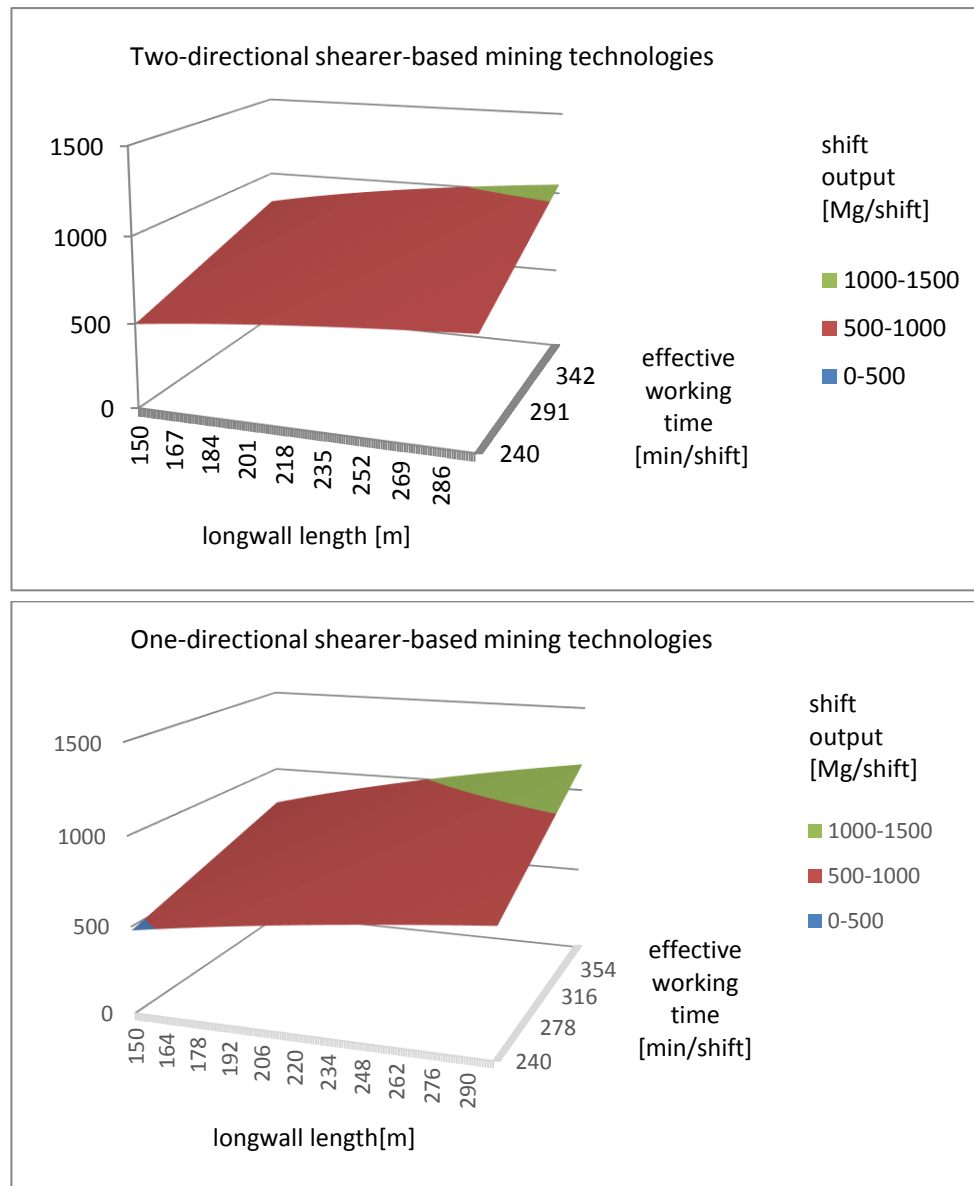 Two-directional shearer-based mining technologies
1500
1000
500
0
150
167
184
201
218
235
252
269
286
longwall length [m]
240
291
342
effective
working
time
[min/shift]
shift
output
[Mg/shift]
1000-1500
500-1000
0-500
One-directional shearer-based mining technologies
1500
1000
500
0
150
164
178
192
206
220
234
248
262
276
290
longwall length[m]
240
278
316
354
effective
working
time
[min/shift]
shift
output
[Mg/shift]
1000-1500
500-1000
0-500